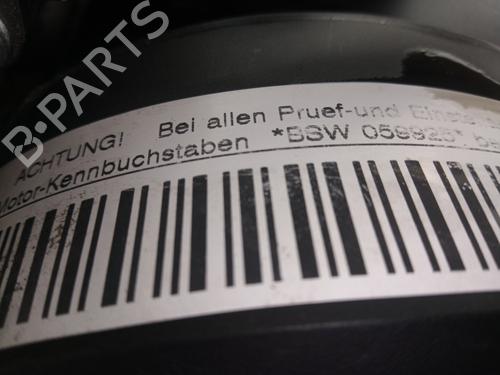 B-PARTS
ACHTUNG! Bei allen Pruef-und
Motor-Kennbuchstaben *BSW 059925*